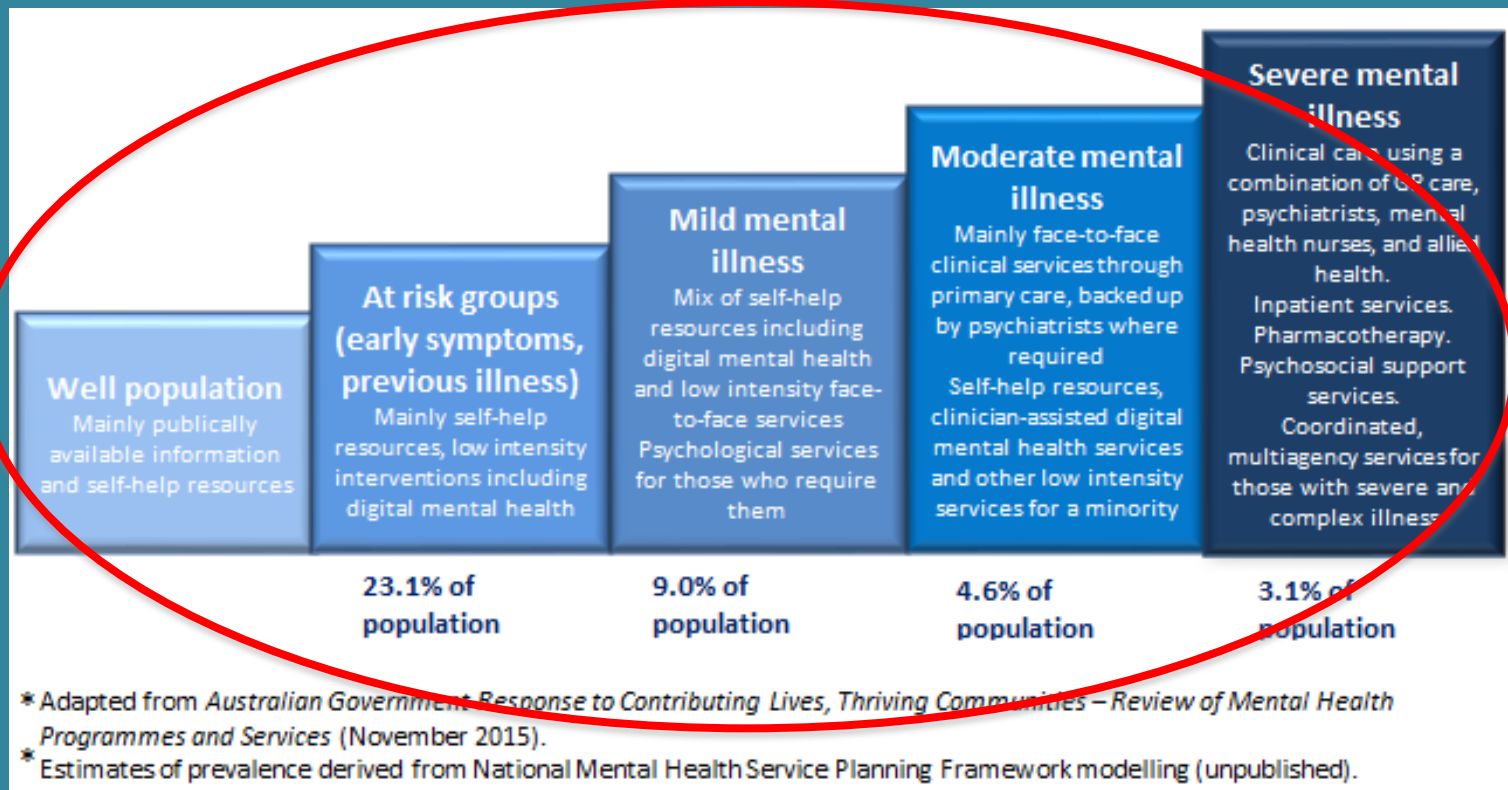 Well population
Mainly publically
available information
and self-help resources
At risk groups
(early symptoms,
previous illness)
Mainly self-help
resources, low intensity
interventions including
digital mental health
Mild mental
illness
Mix of self-help
resources including
digital mental health
and low intensity face-
to-face services
Psychological services
for those who require
them
Moderate mental
illness
Mainly face-to-face
clinical services through
primary care, backed up
by psychiatrists where
required
Self-help resources,
clinician-assisted digital
mental health services
and other low intensity
services for a minority
Severe mental
illness
Clinical care using a
combination of GP care,
psychiatrists, mental
health nurses, and allied
health.
Inpatient services.
Pharmacotherapy.
Psychosocial support
services.
Coordinated,
multiagency services for
those with severe and
complex illness
23.1% of
population
9.0% of
population
4.6% of
population
3.1% of
population
* Adapted from Australian Government Response to Contributing Lives, Thriving Communities – Review of Mental Health
Programmes and Services (November 2015).
* Estimates of prevalence derived from National Mental Health Service Planning Framework modelling (unpublished).